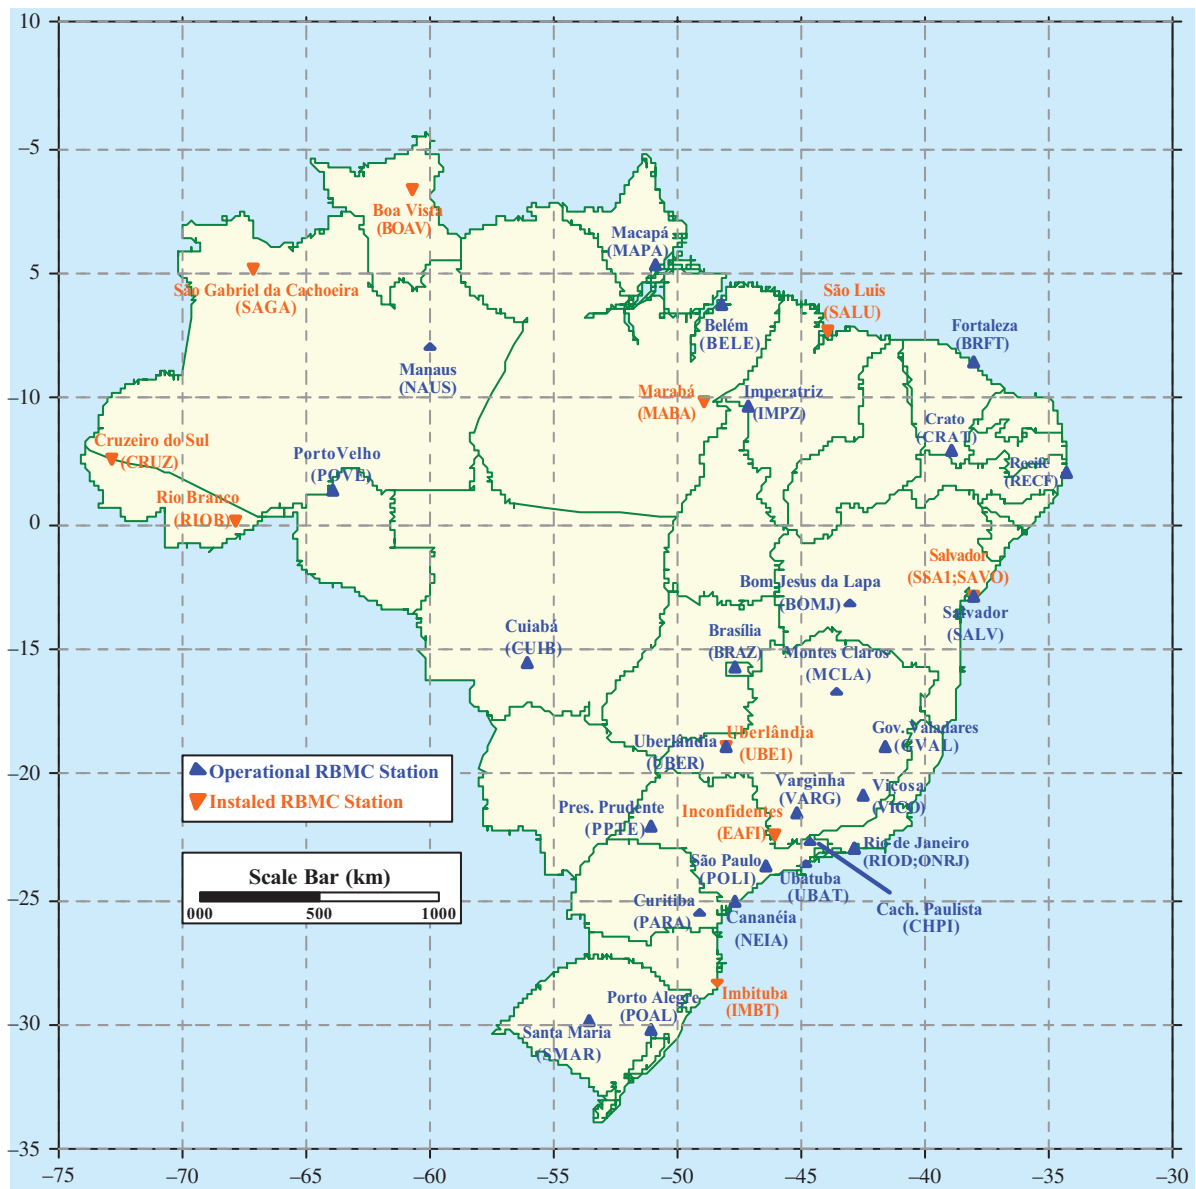 10
–5
Boa Vista
(BOAV)
Macapá
(MAPA)
5
São Gabriel da Cachoeira
(SAGA)
São Luis
(SALU)
Belém
(BELE)
Fortaleza
(BRFT)
Manaus
(NAUS)
–10
Marabá
(MABA)
Imperatriz
(IMPZ)
Crato
(CRAT)
Cruzeiro do Sul
(CRUZ)
Porto Velho
(POVE)
Recife
(RECF)
Rio Branco
(RIOB)
0
Salvador
(SSA1;SAVO)
Bom Jesus da Lapa
(BOMJ)
Salvador
(SALV)
Cuiabá
(CUIB)
Brasília
(BRAZ)
–15
Montes Claros
(MCLA)
Uberlândia
(UBER)
Uberlândia
(UBE1)
Gov. Valadares
(GVAL)
Operational RBMC Station
Instaled RBMC Station
–20
Varginha
(VARG)
Vicosa
(VICO)
Pres. Prudente
(PPTE)
Inconfidentes
(EAFI)
Rio de Janeiro
(RIOD;ONRJ)
São Paulo
(POLI)
Ubatuba
(UBAT)
Scale Bar (km)
000
500
1000
–25
Curitiba
(PARA)
Cananéia
(NEIA)
Cach. Paulista
(CHPI)
Imbituba
(IMBT)
Porto Alegre
(POAL)
–30
Santa Maria
(SMAR)
–35
–75
–70
–65
–60
–55
–50
–45
–40
–35
–30